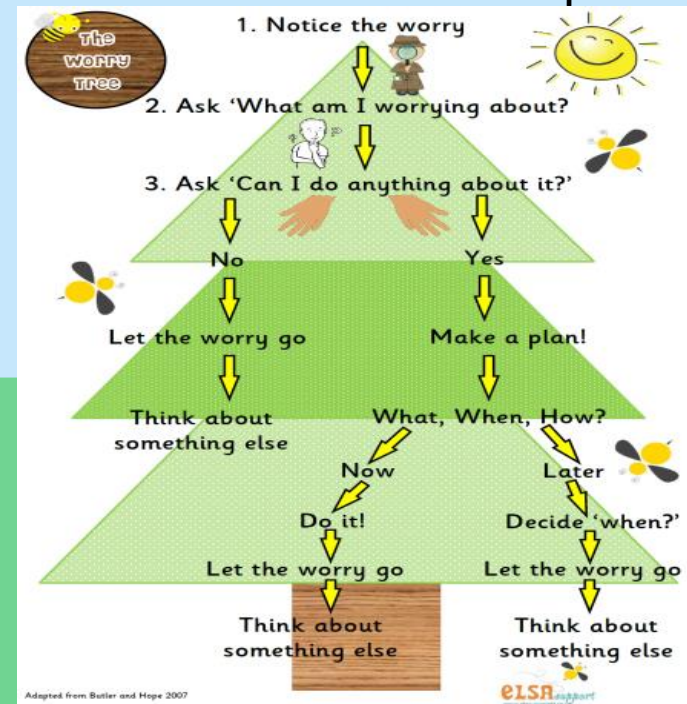 The
Worry
Tree
1. Notice the worry
2. Ask 'What am I worrying about?
3. Ask 'Can I do anything about it?'
No
Yes
Let the worry go
Make a plan!
Think about
something else
What, When, How?
Now
Later
Do it!
Decide 'when?'
Let the worry go
Let the worry go
Think about
something else
Think about
something else
Adapted from Butler and Hope 2007
ELSA support